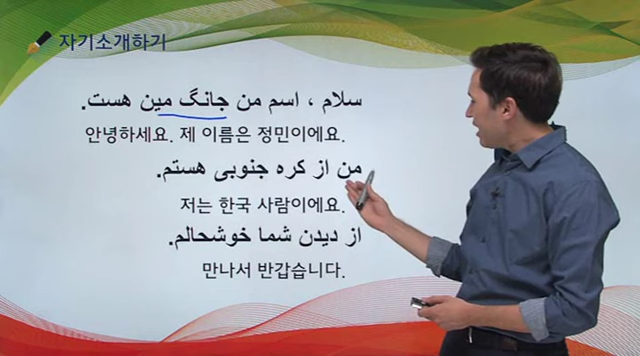 자기소개하기
سلام ، اسم من جانگ مین هست.
안녕하세요. 제 이름은 정민이에요.
من از کره جنوبی هستم.
저는 한국 사람이에요.
از دیدن شما خوشحالم.
만나서 반갑습니다.